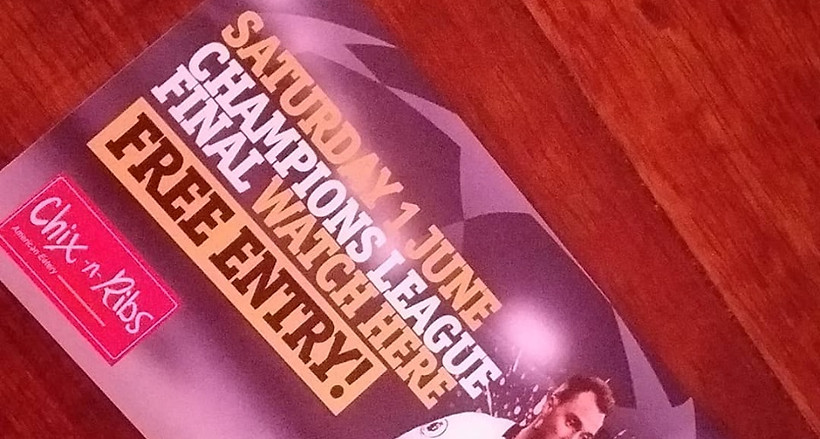 SATURDAY 1 JUNE
CHAMPIONS LEAGUE
FINAL WATCH HERE
FREE ENTRY!
Chix-n-Ribs
American Eatery